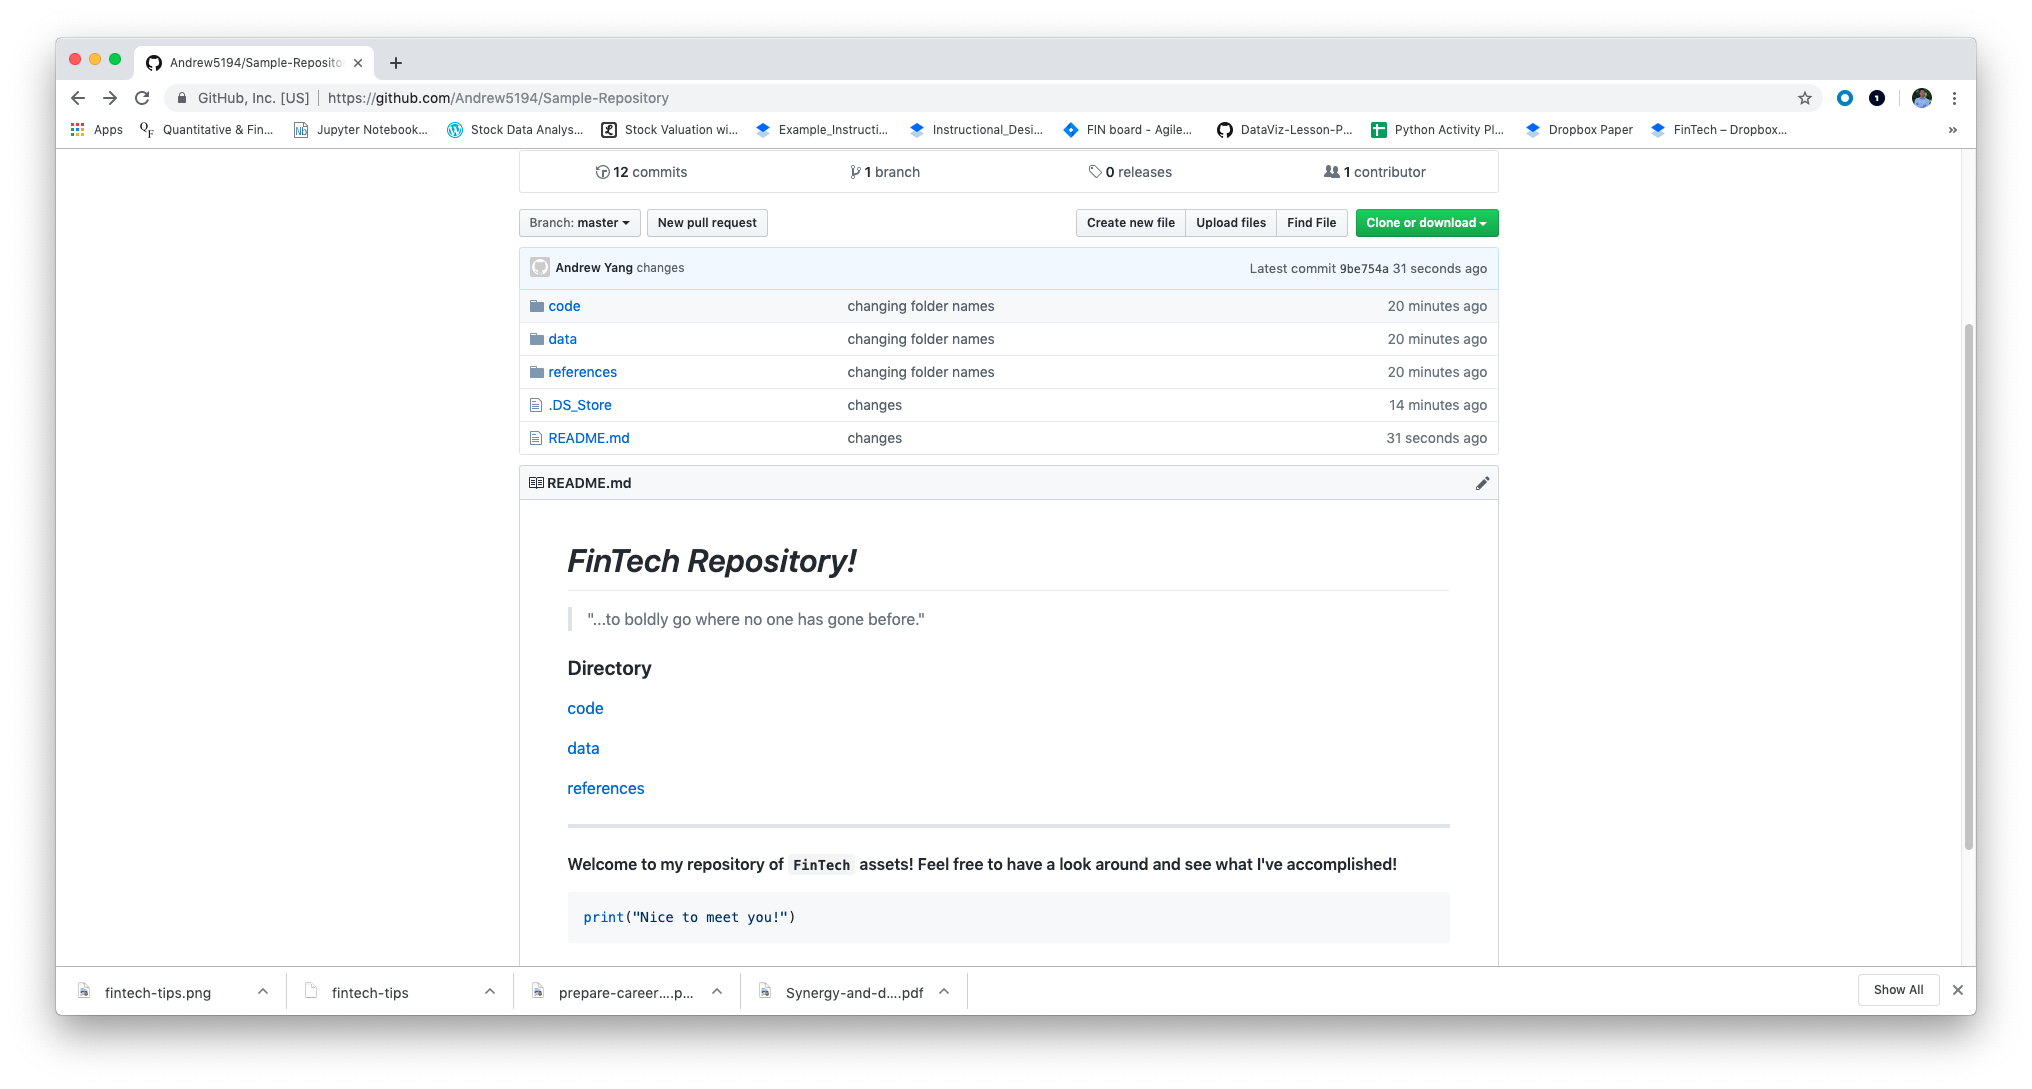 Andrew5194/Sample-Reposito
GitHub, Inc. [US] | https://github.com/Andrew5194/Sample-Repository
Apps Quantitative & Fin... Jupyter Notebook... Stock Data Analys... Stock Valuation wi... Example_Instructi... Instructional_Desi... FIN board - Agile... DataViz-Lesson-P... Python Activity Pl... Dropbox Paper FinTech – Dropbox... »
12 commits 1 branch 0 releases 1 contributor
Branch: master New pull request Create new file Upload files Find File Clone or download
Andrew Yang changes Latest commit 9be754a 31 seconds ago
code changing folder names 20 minutes ago
data changing folder names 20 minutes ago
references changing folder names 20 minutes ago
.DS_Store changes 14 minutes ago
README.md changes 31 seconds ago
README.md
FinTech Repository!
"...to boldly go where no one has gone before."
Directory
code
data
references
Welcome to my repository of FinTech assets! Feel free to have a look around and see what I've accomplished!
print("Nice to meet you!")
fintech-tips.png fintech-tips prepare-career....p... Synergy-and-d....pdf Show All